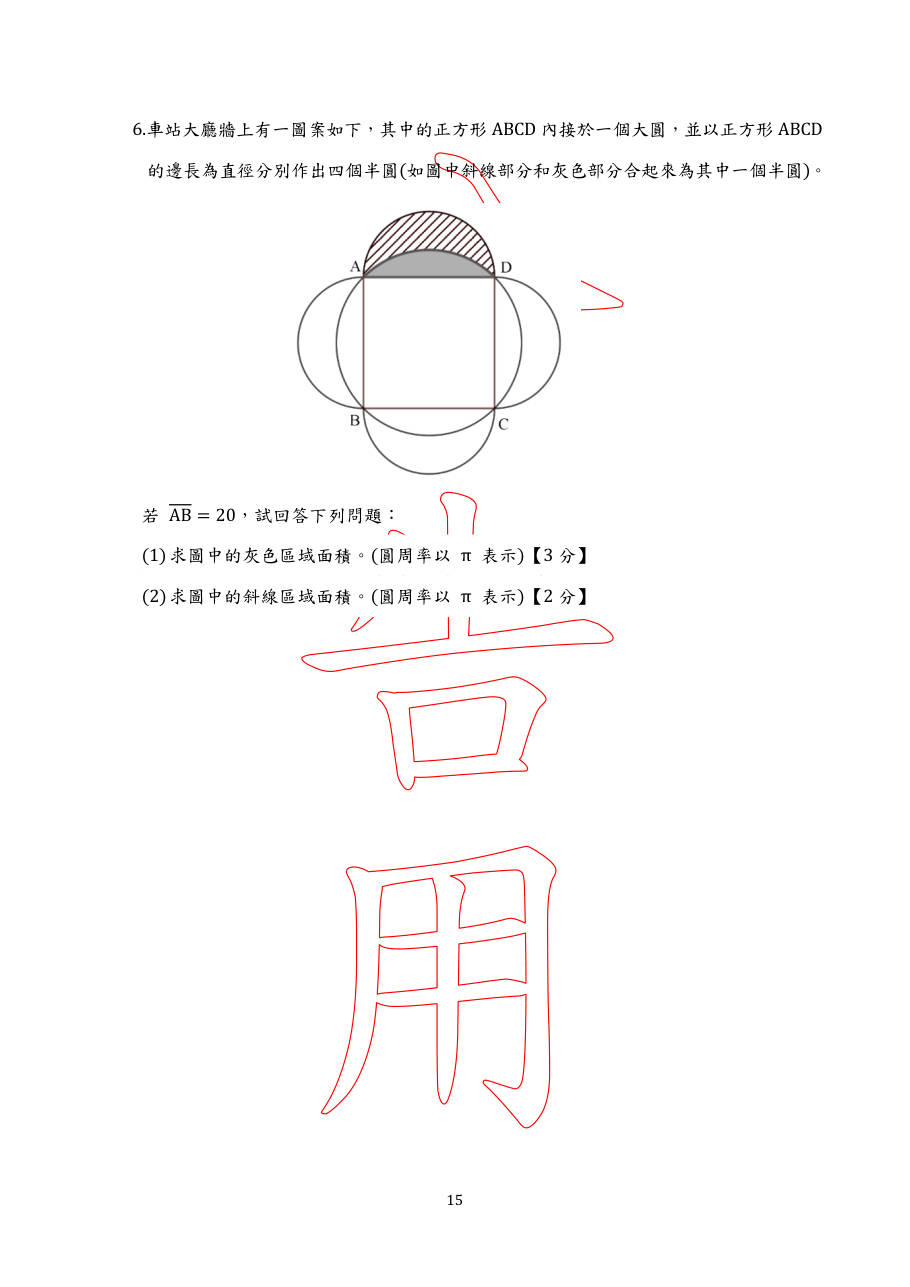 6.車站大廳牆上有一圖案如下，其中的正方形 ABCD 內接於一個大圓，並以正方形 ABCD
的邊長為直徑分別作出四個半圓(如圖中斜線部分和灰色部分合起來為其中一個半圓)。
A D
B C
若 AB = 20，試回答下列問題：
(1) 求圖中的灰色區域面積。(圓周率以 π 表示)【3 分】
(2) 求圖中的斜線區域面積。(圓周率以 π 表示)【2 分】
用
15